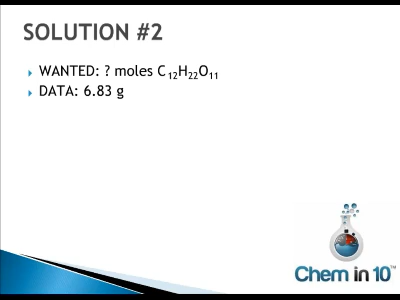 SOLUTION #2
WANTED: ? moles C₁₂H₂₂O₁₁
DATA: 6.83 g
Chem in 10™